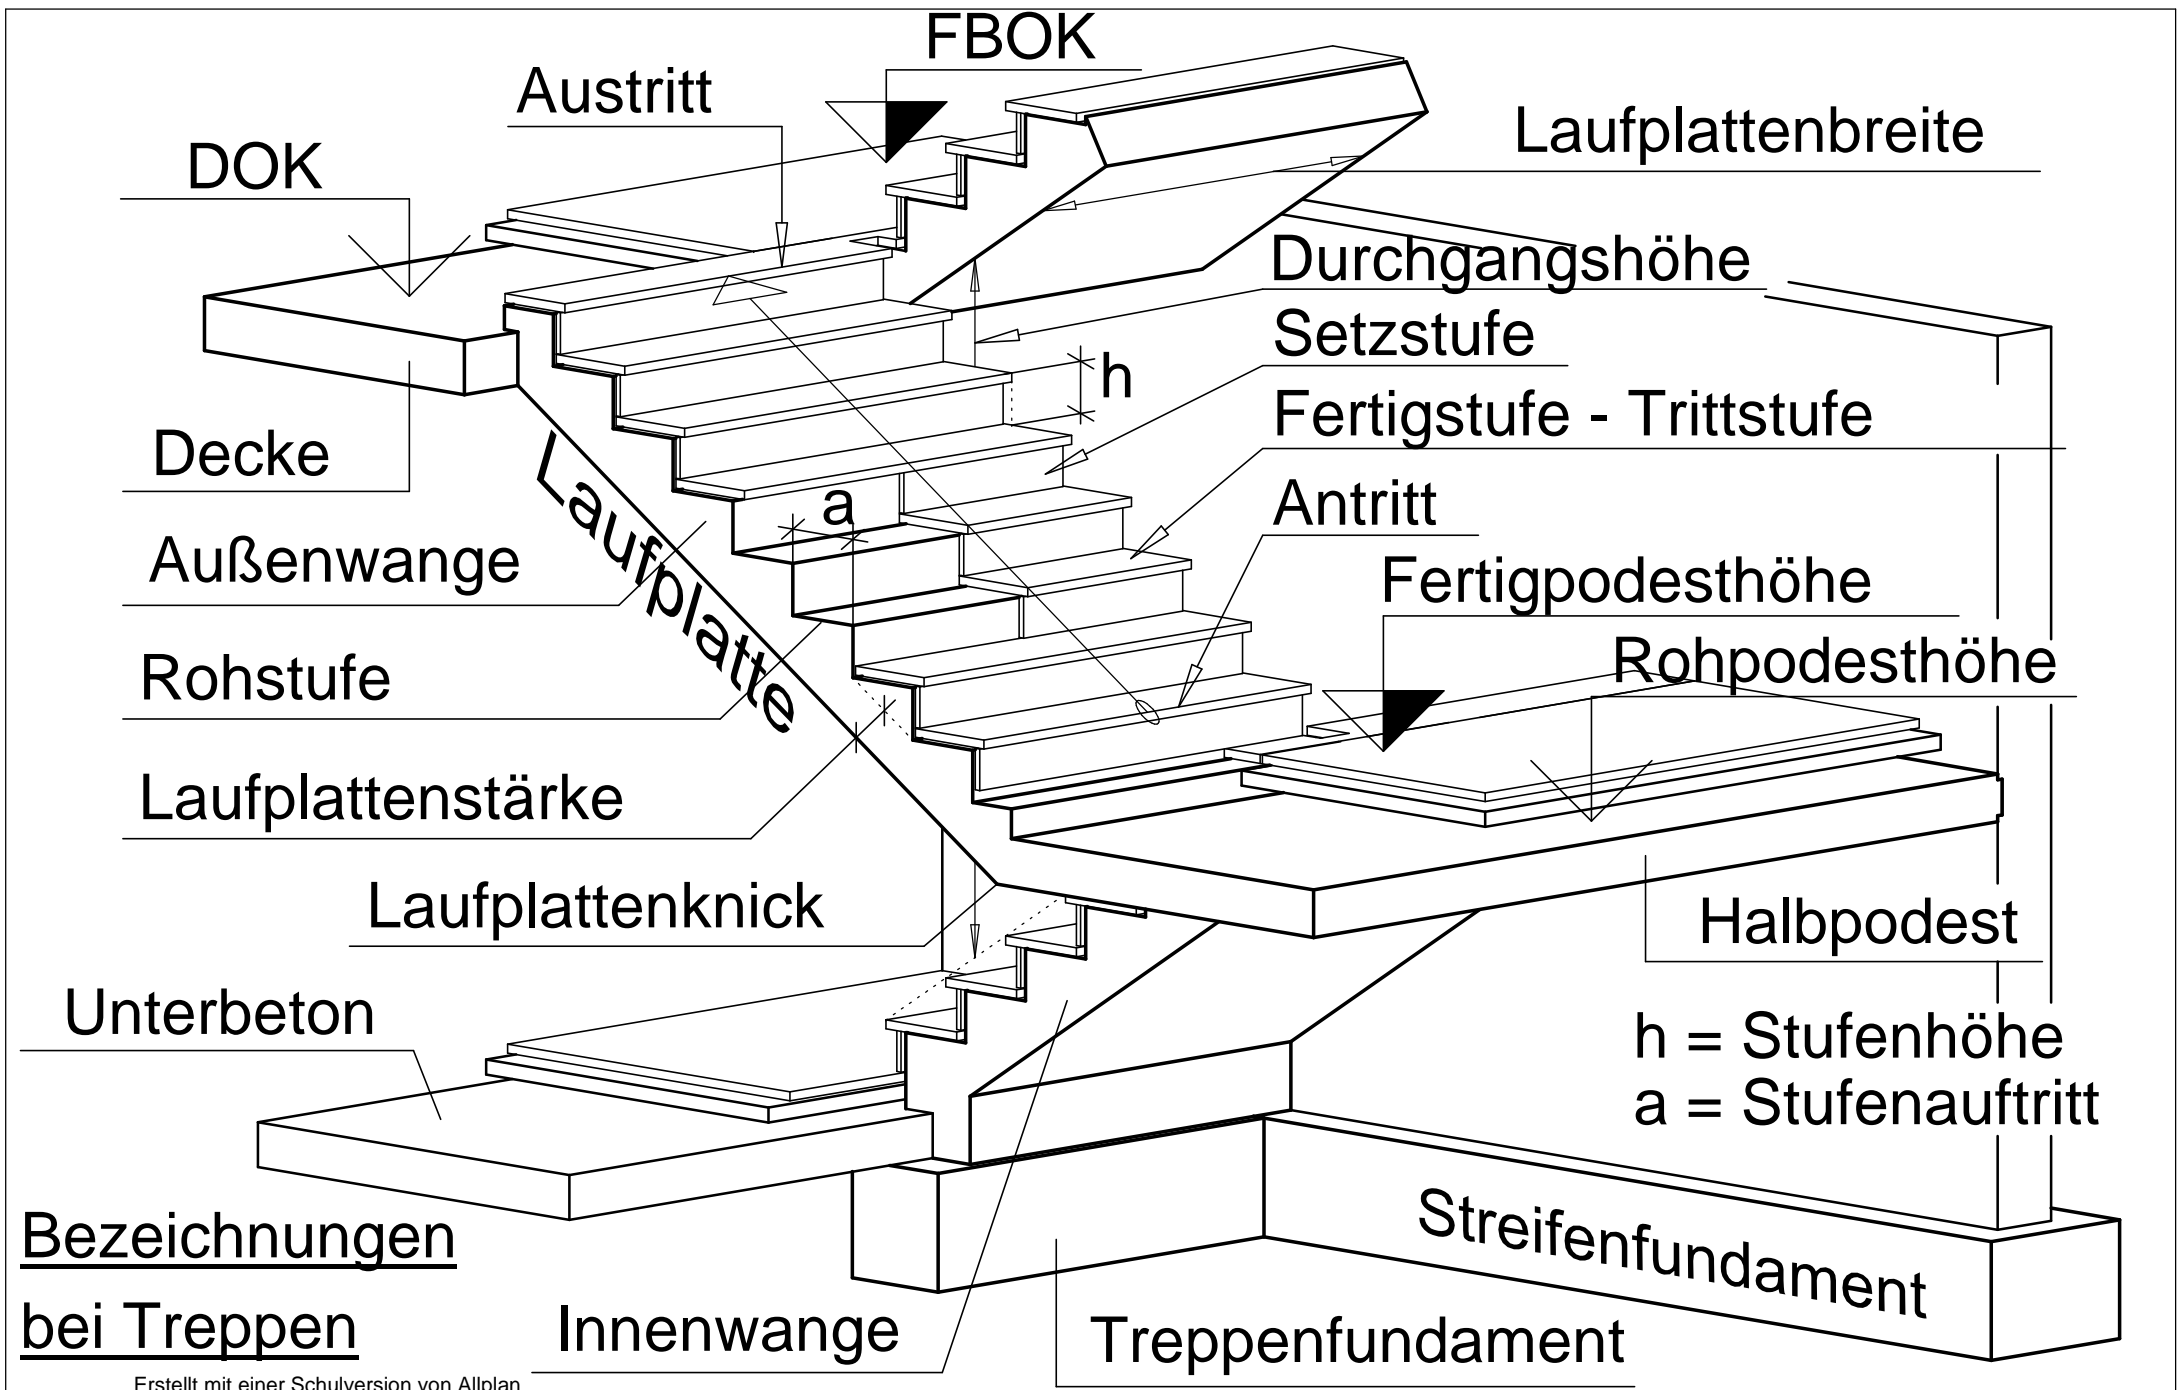 FBOK
Austritt
Laufplattenbreite
DOK
Durchgangshöhe
Setzstufe
h
Fertigstufe - Trittstufe
Decke
Laufplatte
a
Antritt
Außenwange
Fertigpodesthöhe
Rohpodesthöhe
Rohstufe
Laufplattenstärke
Laufplattenknick
Halbpodest
Unterbeton
h = Stufenhöhe
a = Stufenauftritt
Streifenfundament
Bezeichnungen
bei Treppen
Innenwange
Treppenfundament
Erstellt mit einer Schulversion von Allplan